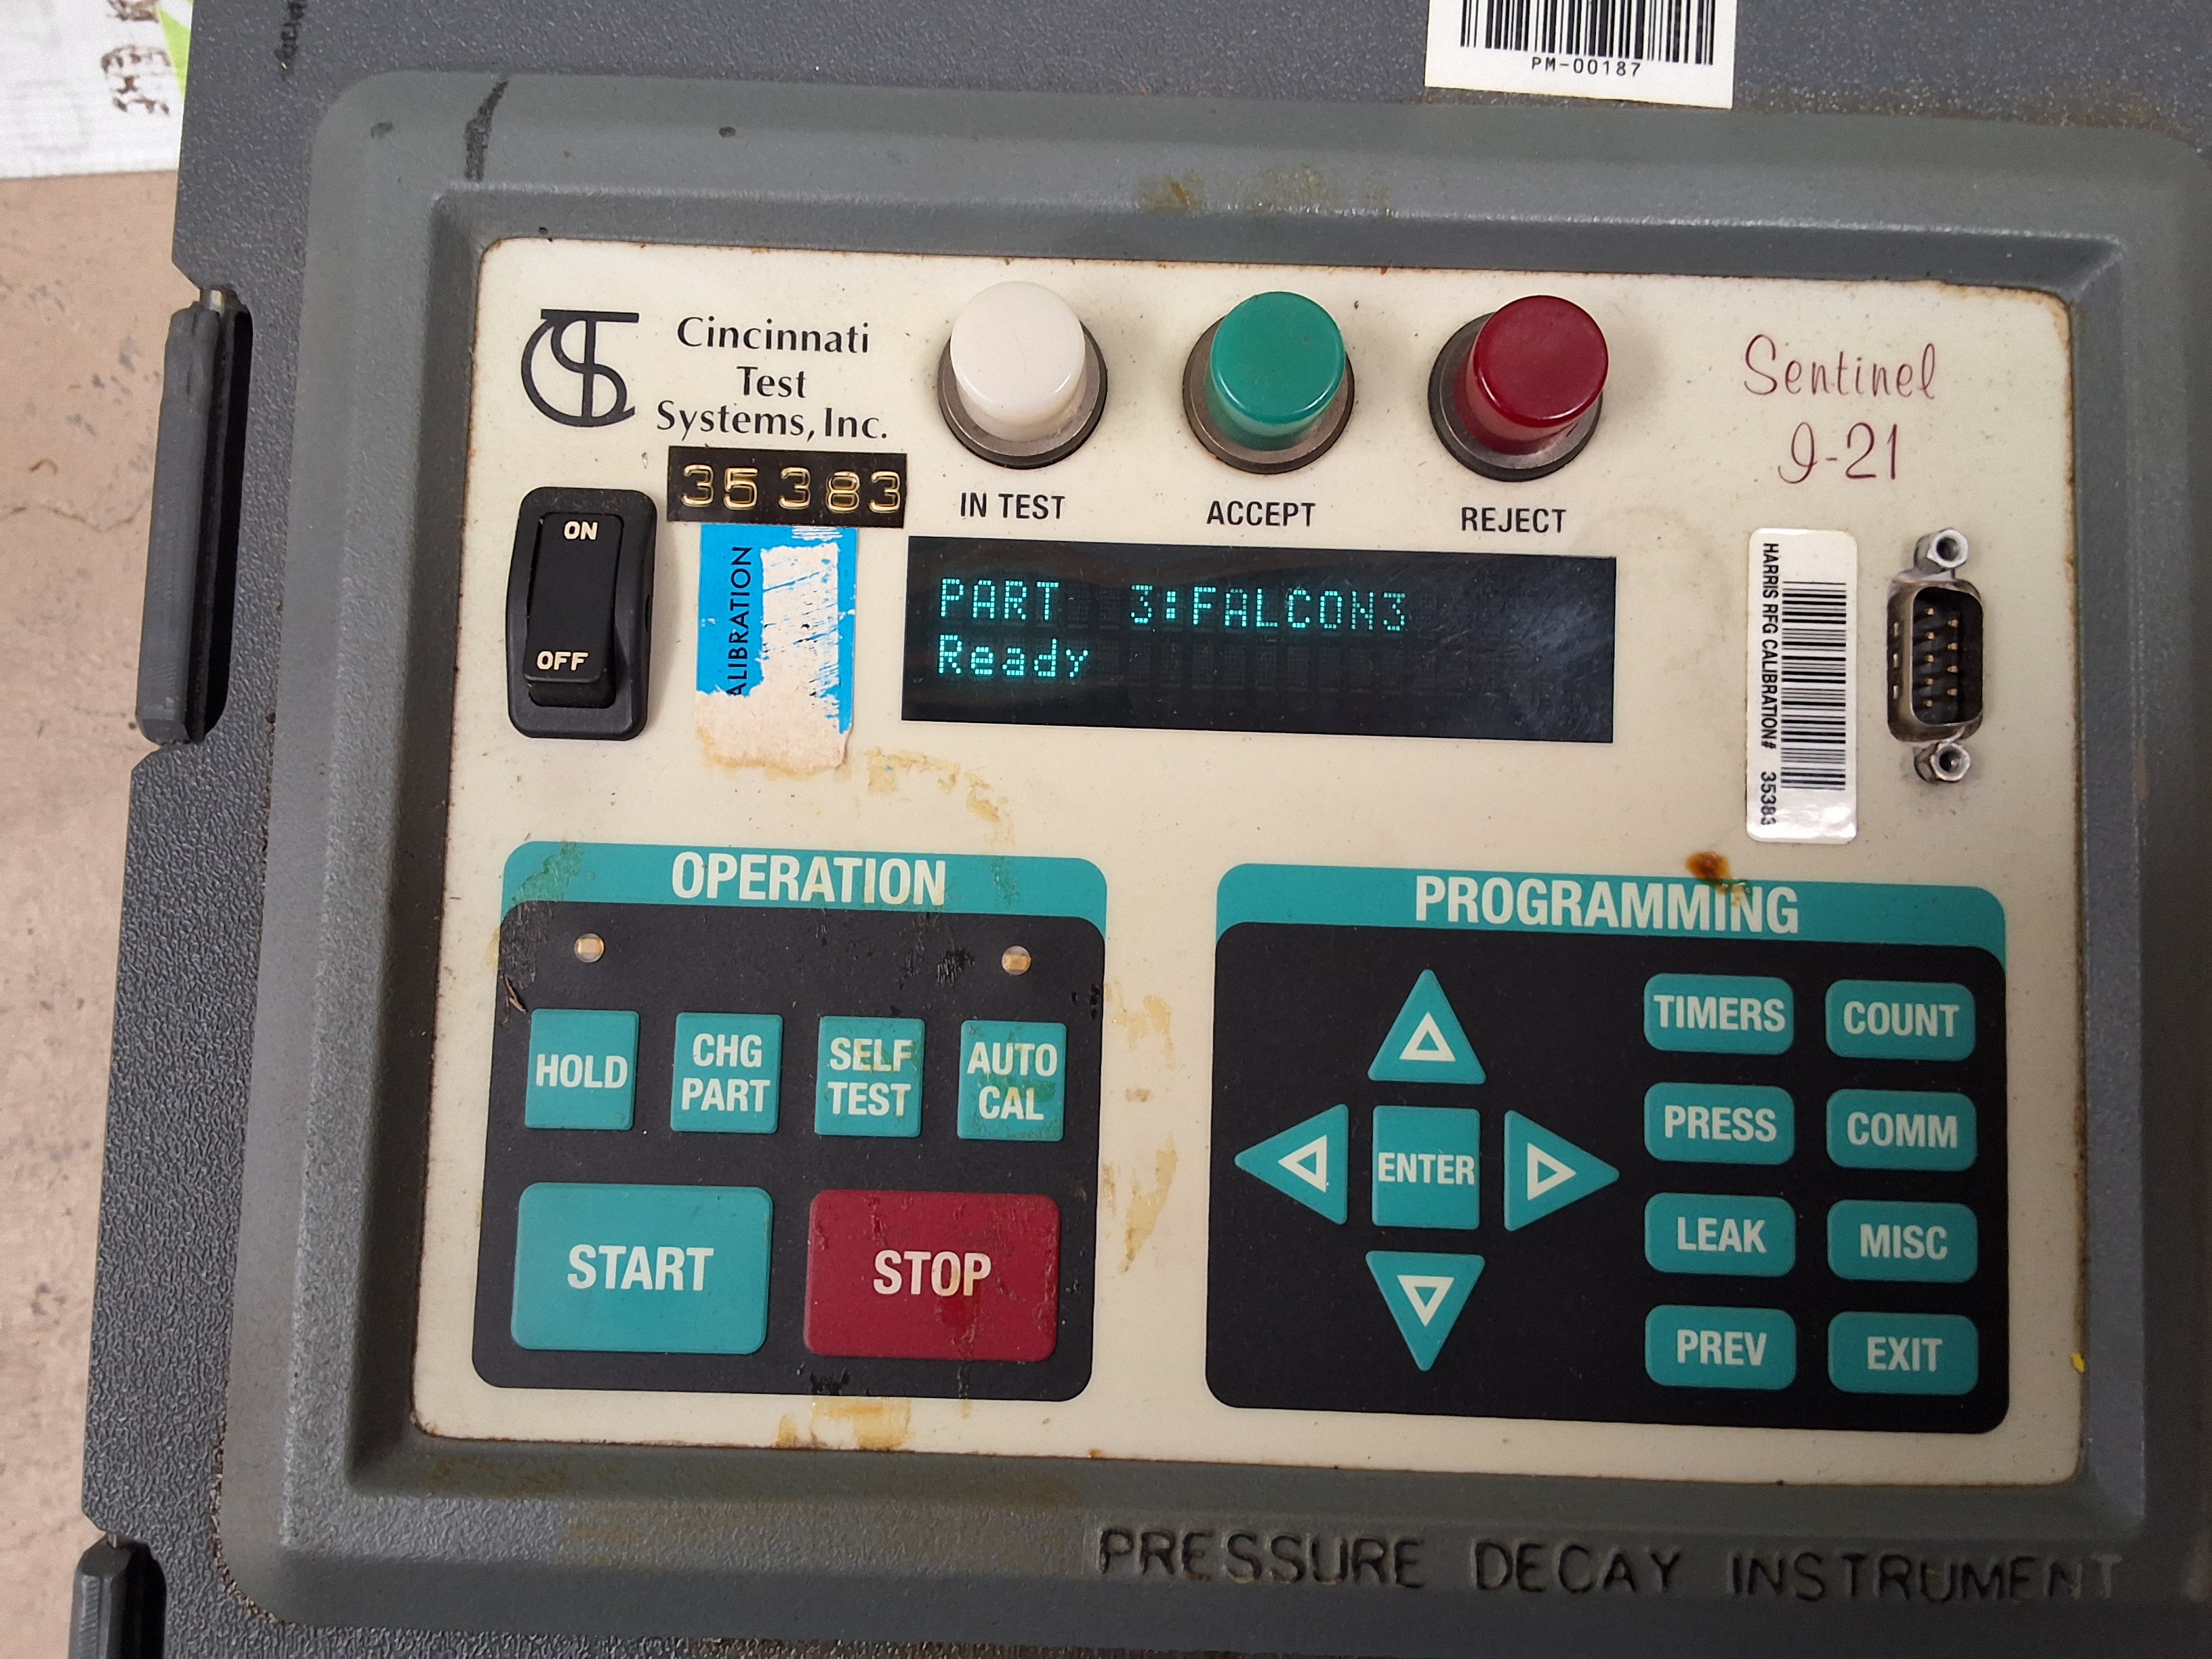 PM-00187
Cincinnati
Test
Systems, Inc.
Sentinel
I-21
35383
IN TEST
ACCEPT
REJECT
ON
OFF
ALIBRATION
PART 3:FALCON3
Ready
HARRIS RFG CALIBRATION# 35383
OPERATION
HOLD
CHG
PART
SELF
TEST
AUTO
CAL
START
STOP
PROGRAMMING
TIMERS
COUNT
PRESS
COMM
ENTER
LEAK
MISC
PREV
EXIT
PRESSURE DECAY INSTRUMENT